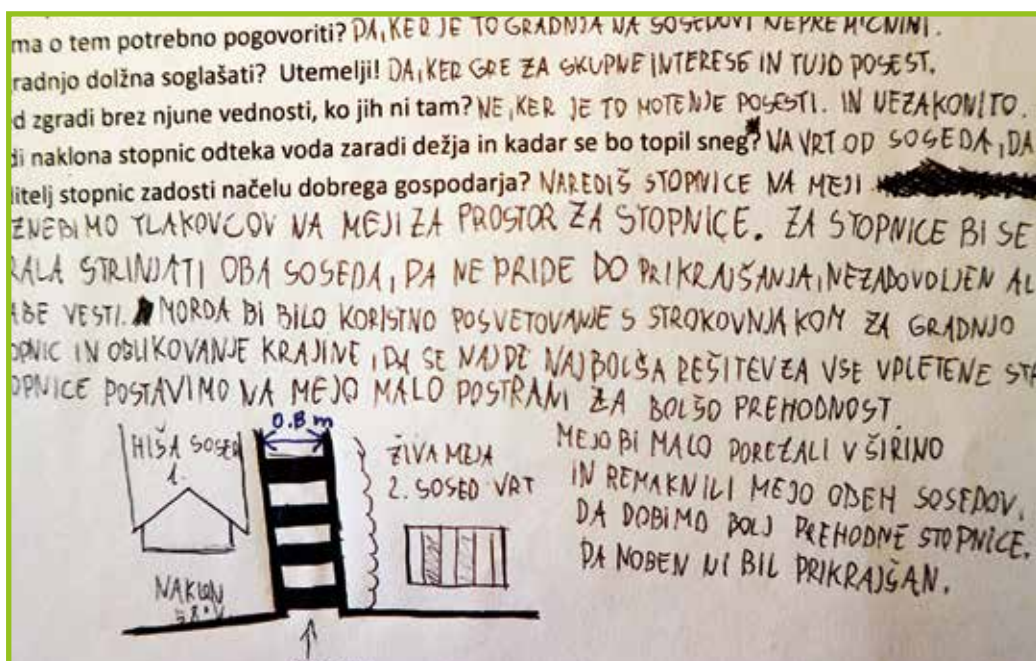 ma o tem potrebno pogovoriti? DA, KER JE TO GRADNJA NA SOSEDOVI NEPREMIČNINI.
radnjo dolžna soglašati? Utemelji! DA, KER GRE ZA SKUPNE INTERESE IN TUJO POSEST.
d zgradi brez njune vednosti, ko jih ni tam? NE, KER JE TO MOTENJE POSESTI. IN NEZAKONITO.
di naklona stopnic odteka voda zaradi dežja in kadar se bo topil sneg? NA VRT OD SOSEDA, DA
ditelj stopnic zadosti načelu dobrega gospodarja? NAREDIŠ STOPNICE NA MEJI
ZNEBIMO TLAKOVCOV NA MEJI ZA PROSTOR ZA STOPNICE. ZA STOPNICE BI SE
RALA STRINJATI OBA SOSEDA, DA NE PRIDE DO PRIKRAJŠANJA, NEZADOVOLJEN AL
ABE VESTI. MORDA BI BILO KORISTNO POSVETOVANJE S STROKOVNJAKOM ZA GRADNJO
OPNIC IN OBLIKOVANJE KRAJINE, DA SE NAJDE NAJBOLŠA REŠITEV ZA VSE VPLETENE STR
OPNICE POSTAVIMO NA MEJO MALO POSTRANI ZA BOLŠO PREHODNOST.
0.8 m
HIŠA SOSED
1.
NAKLON
ŽIVA MEJA
2. SOSED VRT
MEJO BI MALO POREZALI V ŠIRINO
IN REMAKNILI MEJO OBEH SOSEDOV,
DA DOBIMO BOLJ PREHODNE STOPNICE.
DA NOBEN NI BIL PRIKRAJŠAN.